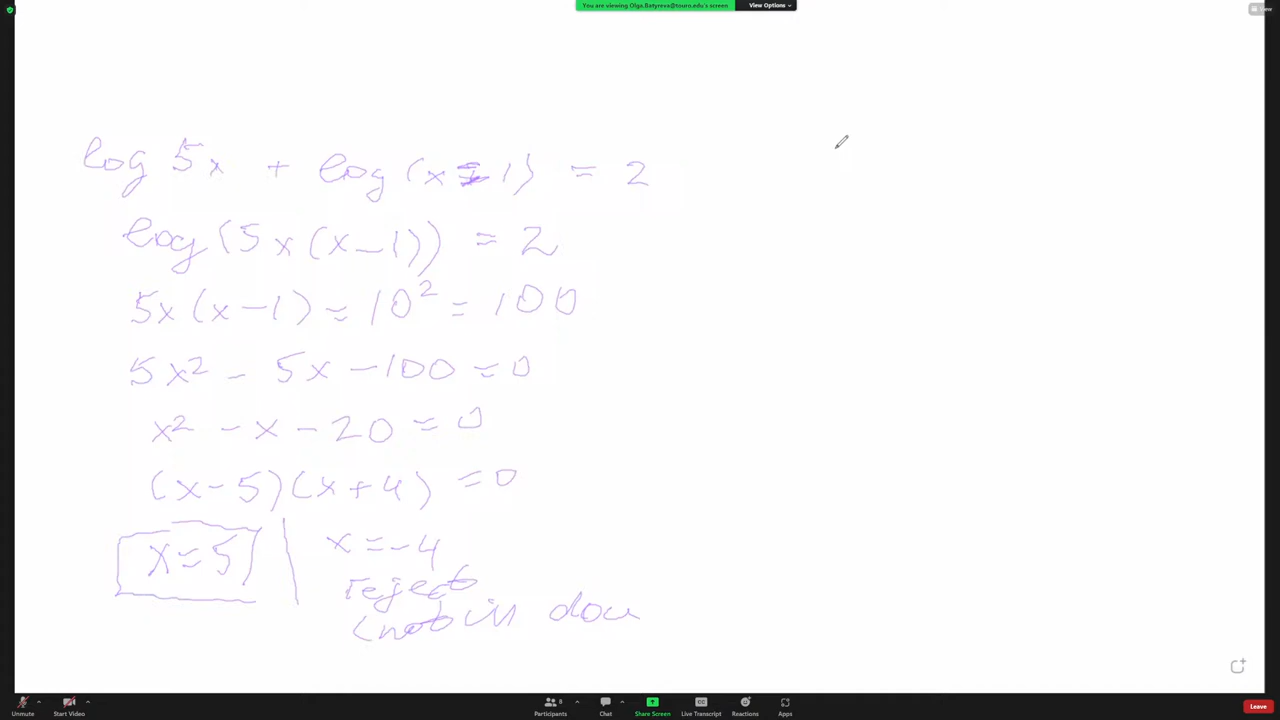 You are viewing Olga.Batyreva@touro.edu's screen View Options
View
log 5x + log (x - 1) = 2
log (5x (x - 1)) = 2
5x (x - 1) = 10² = 100
5x² - 5x - 100 = 0
x² - x - 20 = 0
(x - 5)(x + 4) = 0
x = 5 | x = -4
reject
(not in dom
Unmute Start Video Participants 8 Chat Share Screen Live Transcript Reactions Apps Leave